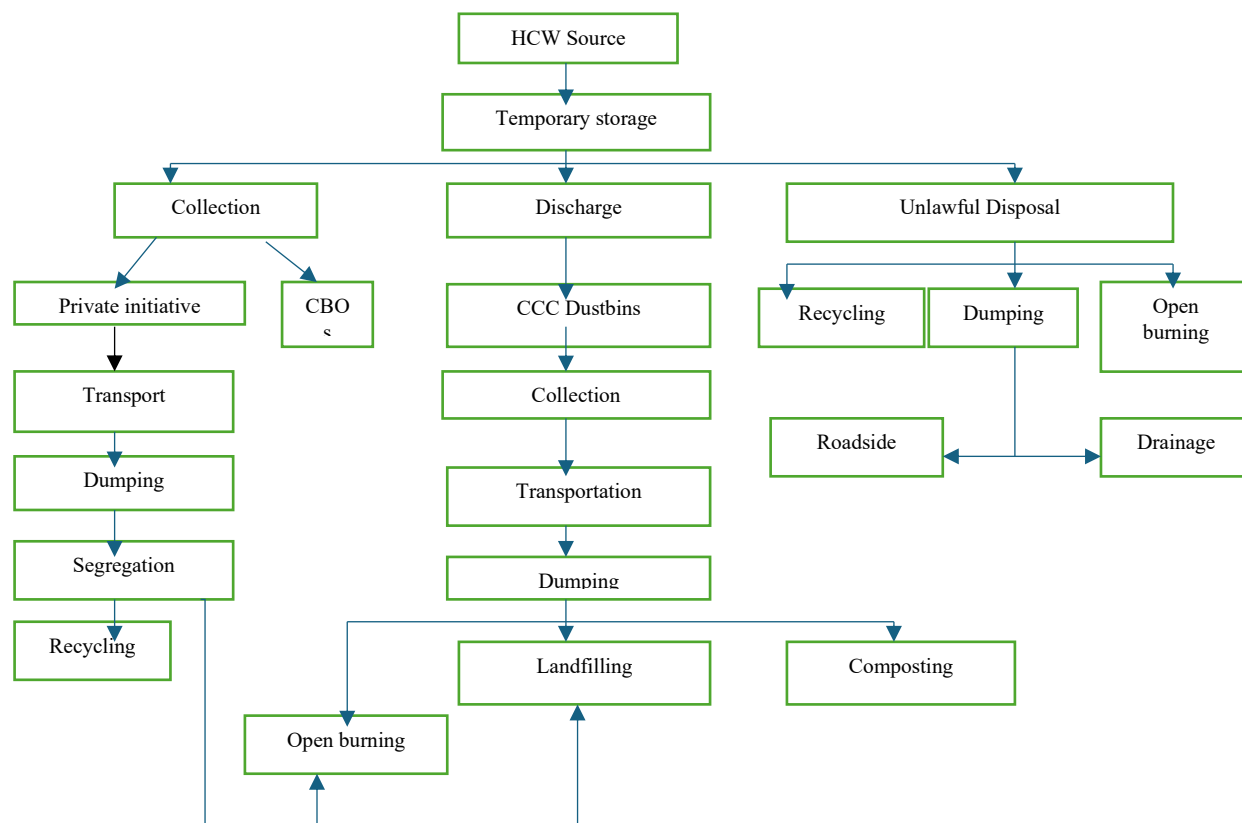 HCW Source
Temporary storage
Collection
Discharge
Unlawful Disposal
Private initiative
CBO
s
CCC Dustbins
Recycling
Dumping
Open
burning
Transport
Collection
Roadside
Drainage
Dumping
Transportation
Segregation
Dumping
Recycling
Landfilling
Composting
Open burning